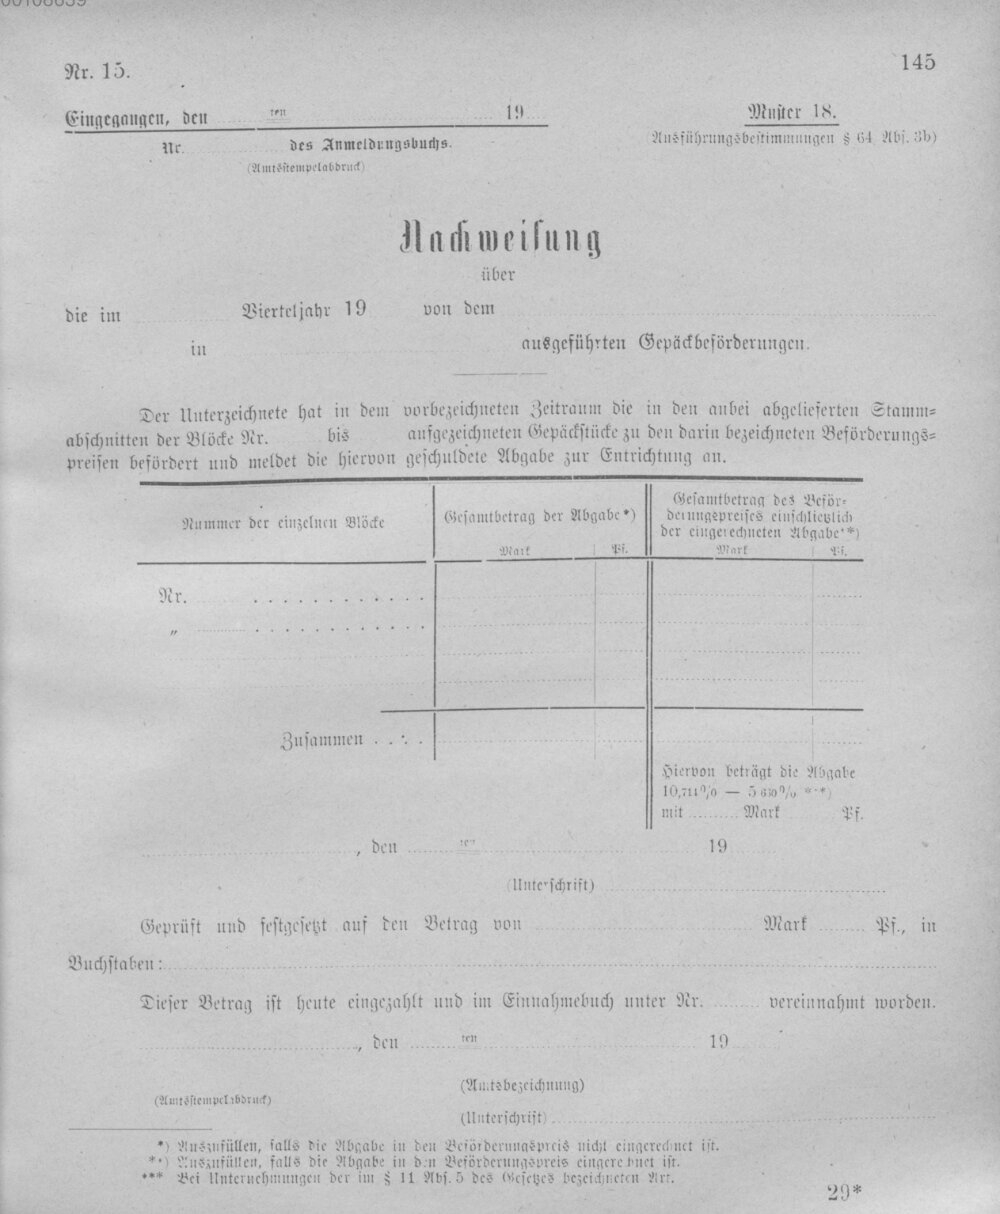 00108639
Nr. 15.
145
Eingegangen, den ten 19
Muster 18.
Nr. des Anmeldungsbuchs.
(Ausführungsbestimmungen § 64 Abs. 3b)
(Amtsstempelabdruck)
Nachweisung
über
die im Vierteljahr 19 von dem
in ausgeführten Gepäckbeförderungen.
Der Unterzeichnete hat in dem vorbezeichneten Zeitraum die in den anbei abgelieferten Stamm=
abschnitten der Blöcke Nr. bis aufgezeichneten Gepäckstücke zu den darin bezeichneten Beförderungs=
preisen befördert und meldet die hiervon geschuldete Abgabe zur Entrichtung an.
Nummer der einzelnen Blöcke
Gesamtbetrag der Abgabe*)
Mark Pf.
Gesamtbetrag des Beför=
derungspreises einschließlich
der eingerechneten Abgabe**)
Mark Pf.
Nr. . . . . . . . . . . . .
„ . . . . . . . . . . . .
Zusammen . . . .
Hiervon beträgt die Abgabe
10,714% — 5 660% ***)
mit Mark Pf.
, den ten 19
(Unterschrift)
Geprüft und festgesetzt auf den Betrag von Mark Pf., in
Buchstaben:
Dieser Betrag ist heute eingezahlt und im Einnahmebuch unter Nr. vereinnahmt worden.
, den ten 19
(Amtsbezeichnung)
(Amtsstempelabdruck)
(Unterschrift)
*) Auszufüllen, falls die Abgabe in den Beförderungspreis nicht eingerechnet ist.
**) Auszufüllen, falls die Abgabe in den Beförderungspreis eingerechnet ist.
*** Bei Unternehmungen der im § 11 Abs. 5 des Gesetzes bezeichneten Art.
29*